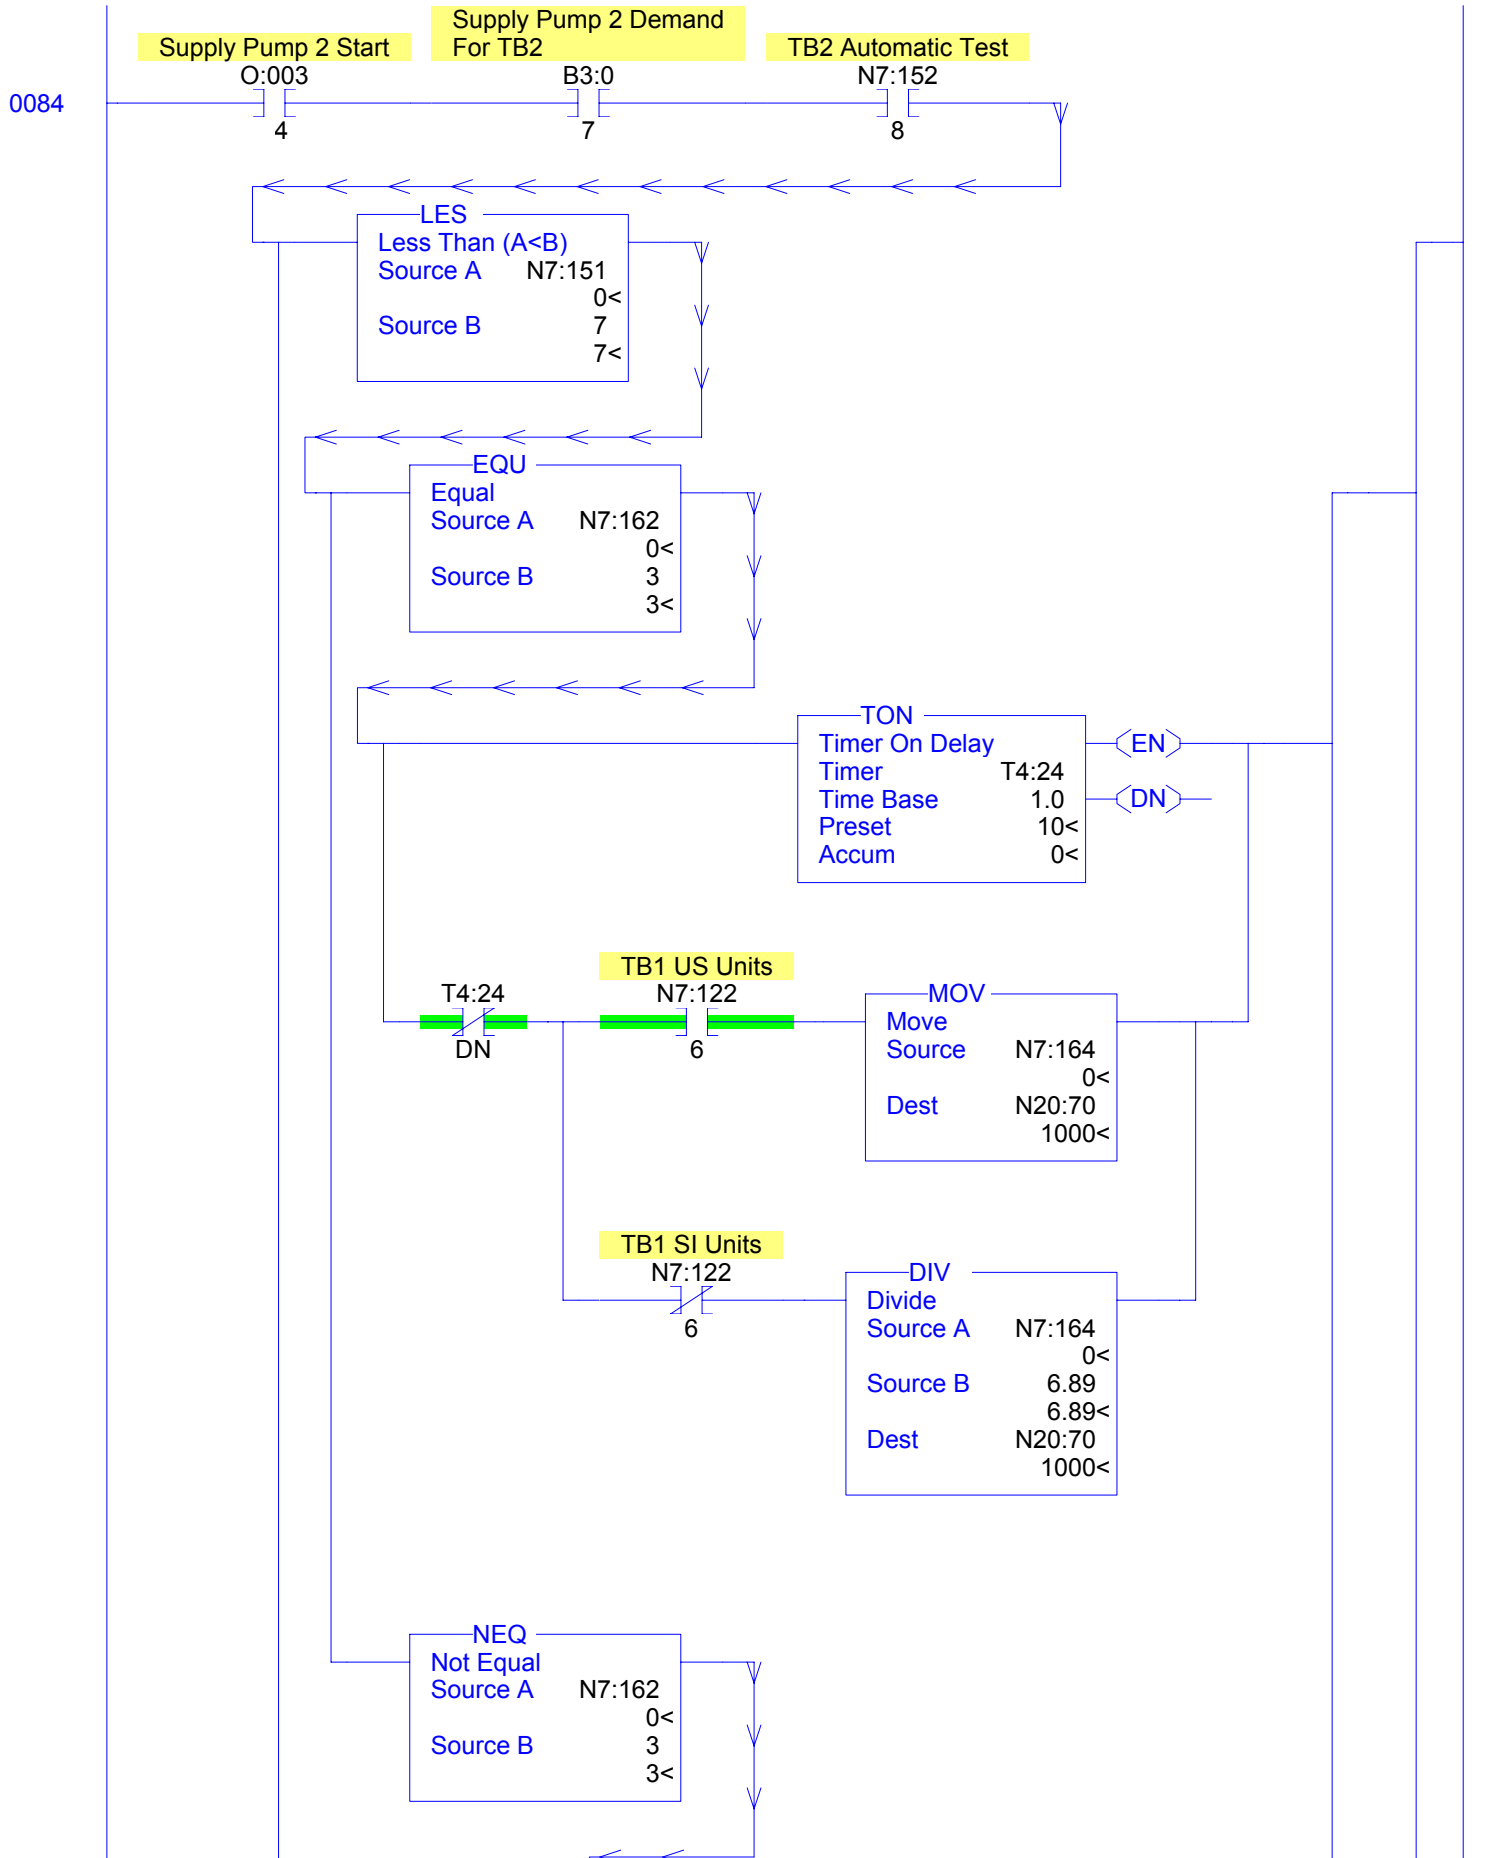 Supply Pump 2 Start
Supply Pump 2 Demand
For TB2
TB2 Automatic Test
0084
O:003
4
B3:0
7
N7:152
8
LES
Less Than (A<B)
Source A N7:151
0<
Source B 7
7<
EQU
Equal
Source A N7:162
0<
Source B 3
3<
TON
Timer On Delay
Timer T4:24
Time Base 1.0
Preset 10<
Accum 0<
EN
DN
T4:24
DN
TB1 US Units
N7:122
6
MOV
Move
Source N7:164
0<
Dest N20:70
1000<
TB1 SI Units
N7:122
6
DIV
Divide
Source A N7:164
0<
Source B 6.89
6.89<
Dest N20:70
1000<
NEQ
Not Equal
Source A N7:162
0<
Source B 3
3<